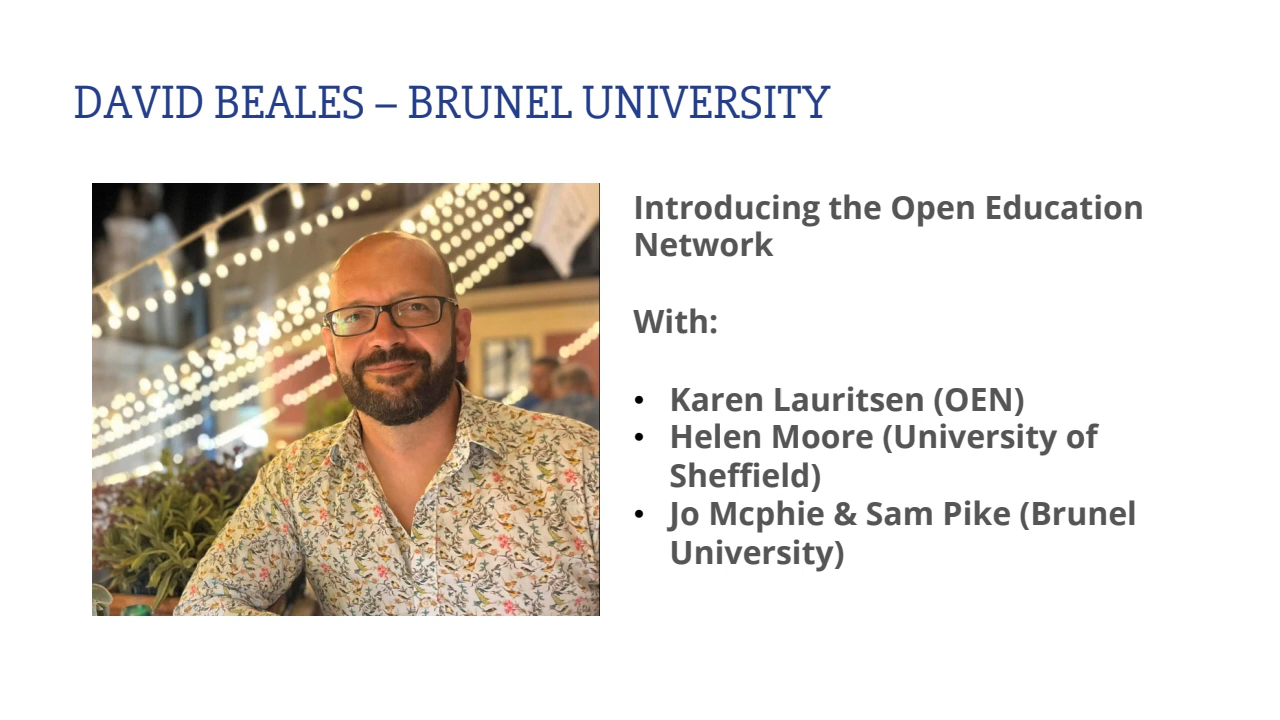 DAVID BEALES – BRUNEL UNIVERSITY
Introducing the Open Education
Network
With:
• Karen Lauritsen (OEN)
• Helen Moore (University of
Sheffield)
• Jo Mcphie & Sam Pike (Brunel
University)